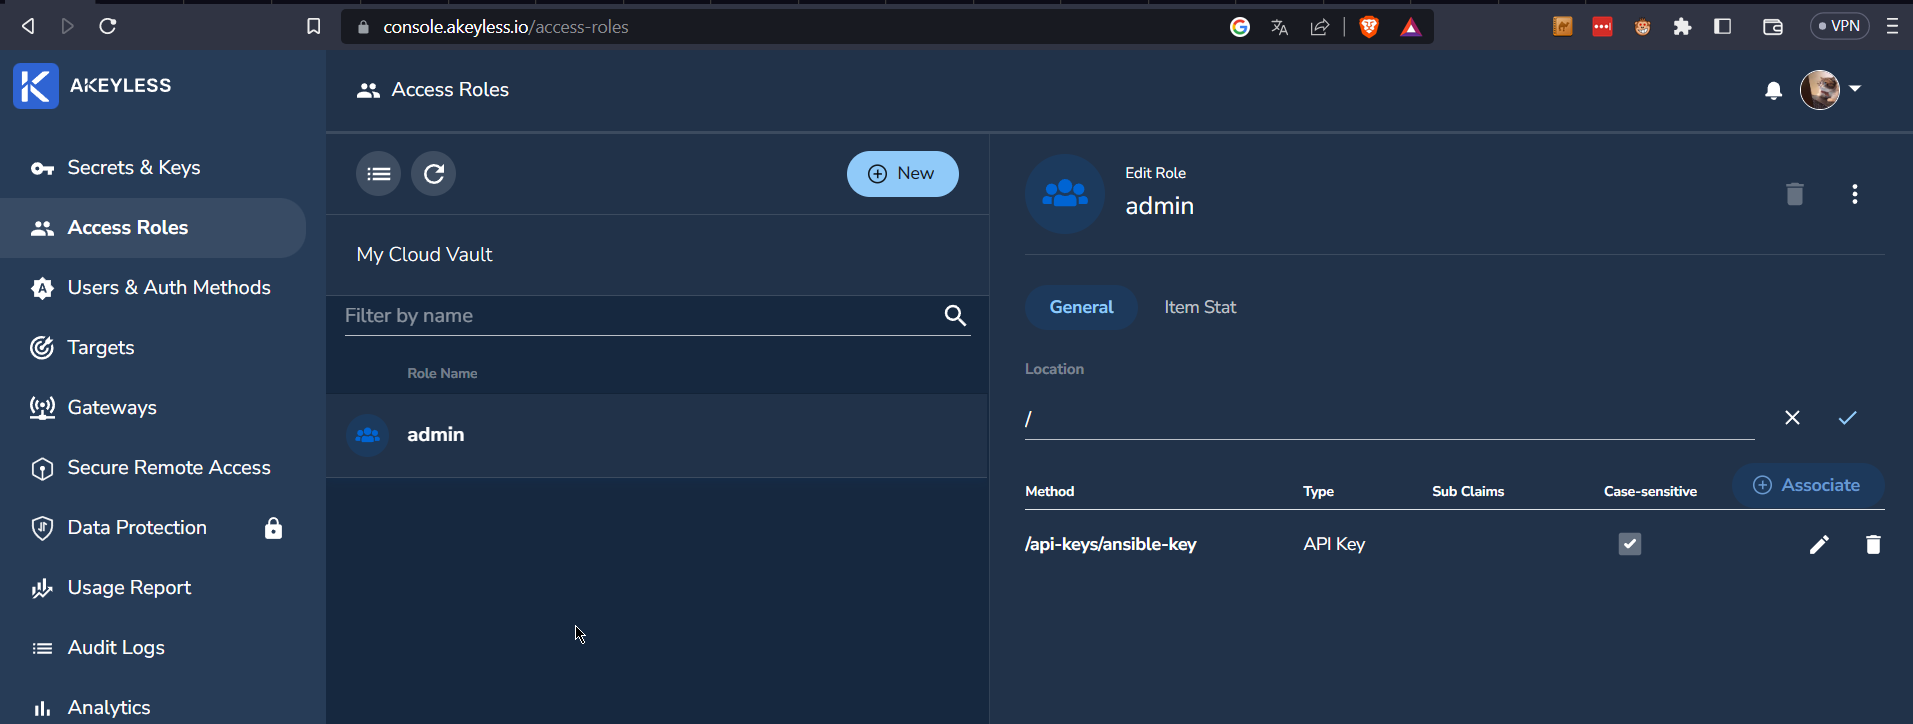 console.akeyless.io/access-roles
VPN
AKEYLESS
Access Roles
Secrets & Keys
Access Roles
Users & Auth Methods
Targets
Gateways
Secure Remote Access
Data Protection
Usage Report
Audit Logs
Analytics
New
My Cloud Vault
Filter by name
Role Name
admin
Edit Role
admin
General Item Stat
Location
/
Method Type Sub Claims Case-sensitive Associate
/api-keys/ansible-key API Key